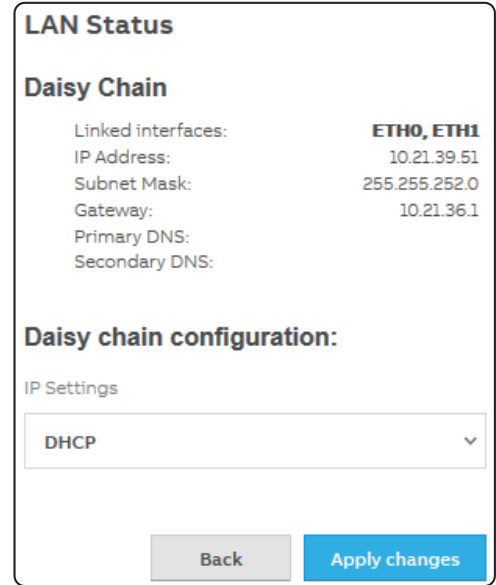 LAN Status
Daisy Chain
Linked interfaces: ETH0, ETH1
IP Address: 10.21.39.51
Subnet Mask: 255.255.252.0
Gateway: 10.21.36.1
Primary DNS:
Secondary DNS:
Daisy chain configuration:
IP Settings
DHCP
Back Apply changes